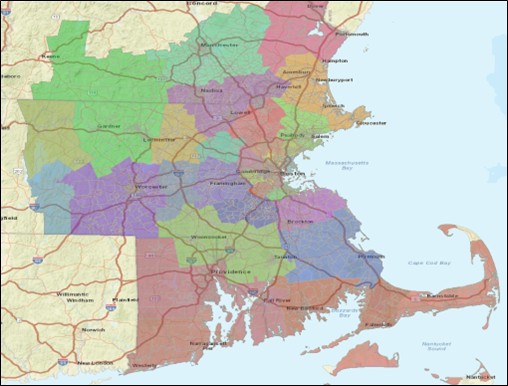 Concord
Dover
Portsmouth
Manchester
Keene
Hampton
Amesbury
Newburyport
Nashua
Haverhill
Ipswich
Lowell
Gloucester
Gardner
Peabody
Salem
Leominster
Massachusetts
Bay
Cambridge
Boston
Worcester
Framingham
Brockton
Woonsocket
Plymouth
Taunton
Cape Cod Bay
Providence
Willimantic
Windham
Plainfield
Fall River
New Bedford
Barnstable
Buzzards
Bay
Falmouth
Norwich
Narragansett
Pier
Nantucket
Sound
New London
Westerly
Nantucket